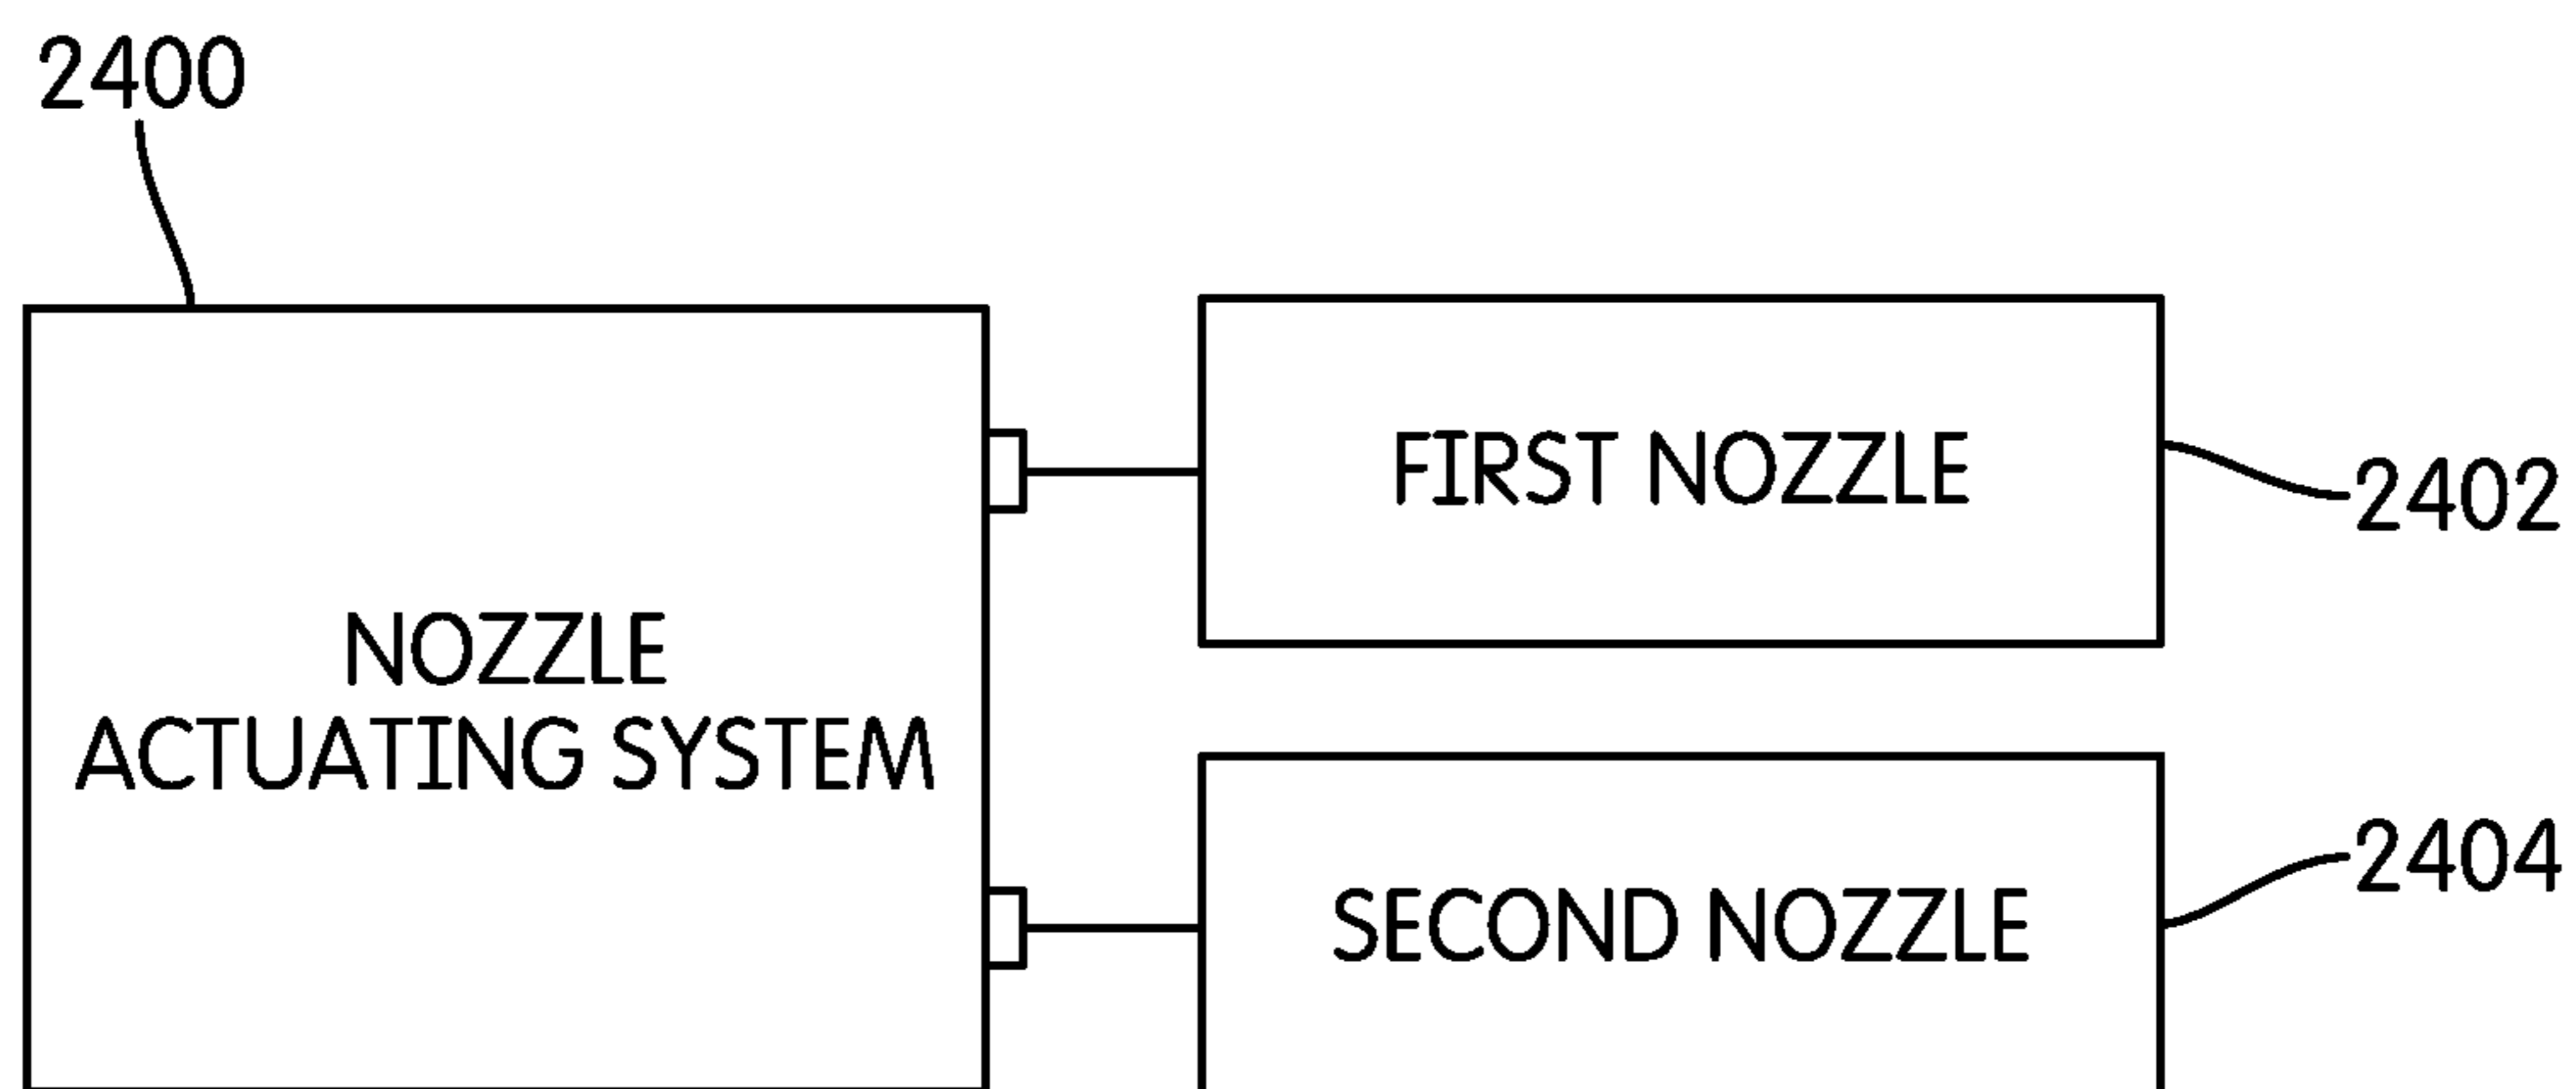 2400
FIRST NOZZLE
2402
NOZZLE
ACTUATING SYSTEM
2404
SECOND NOZZLE